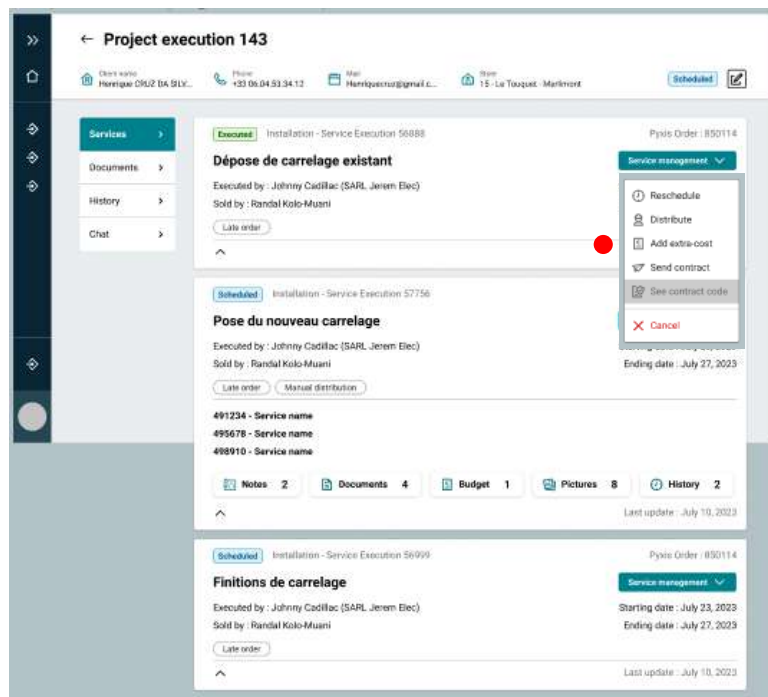 Project execution 143
Client name
Henrique CRUZ DA SILV...
Phone
+33 06.04.53.34.12
Mail
Henriquecruz@gmail.c...
Store
15 - Le Touquet - Marlimont
Scheduled
Services
Documents
History
Chat
Executed Installation - Service Execution 56888 Pyxis Order : 850114
Dépose de carrelage existant
Service management
Executed by : Johnny Cadillac (SARL Jerem Elec)
Sold by : Randal Kolo-Muani
Late order
Reschedule
Distribute
Add extra-cost
Send contract
See contract code
Cancel
Scheduled Installation - Service Execution 57756
Pose du nouveau carrelage
Executed by : Johnny Cadillac (SARL Jerem Elec)
Sold by : Randal Kolo-Muani Ending date : July 27, 2023
Late order Manual distribution
491234 - Service name
495678 - Service name
498910 - Service name
Notes 2 Documents 4 Budget 1 Pictures 8 History 2
Last update : July 10, 2023
Scheduled Installation - Service Execution 56999 Pyxis Order : 850114
Finitions de carrelage
Service management
Executed by : Johnny Cadillac (SARL Jerem Elec) Starting date : July 23, 2023
Sold by : Randal Kolo-Muani Ending date : July 27, 2023
Late order
Last update : July 10, 2023